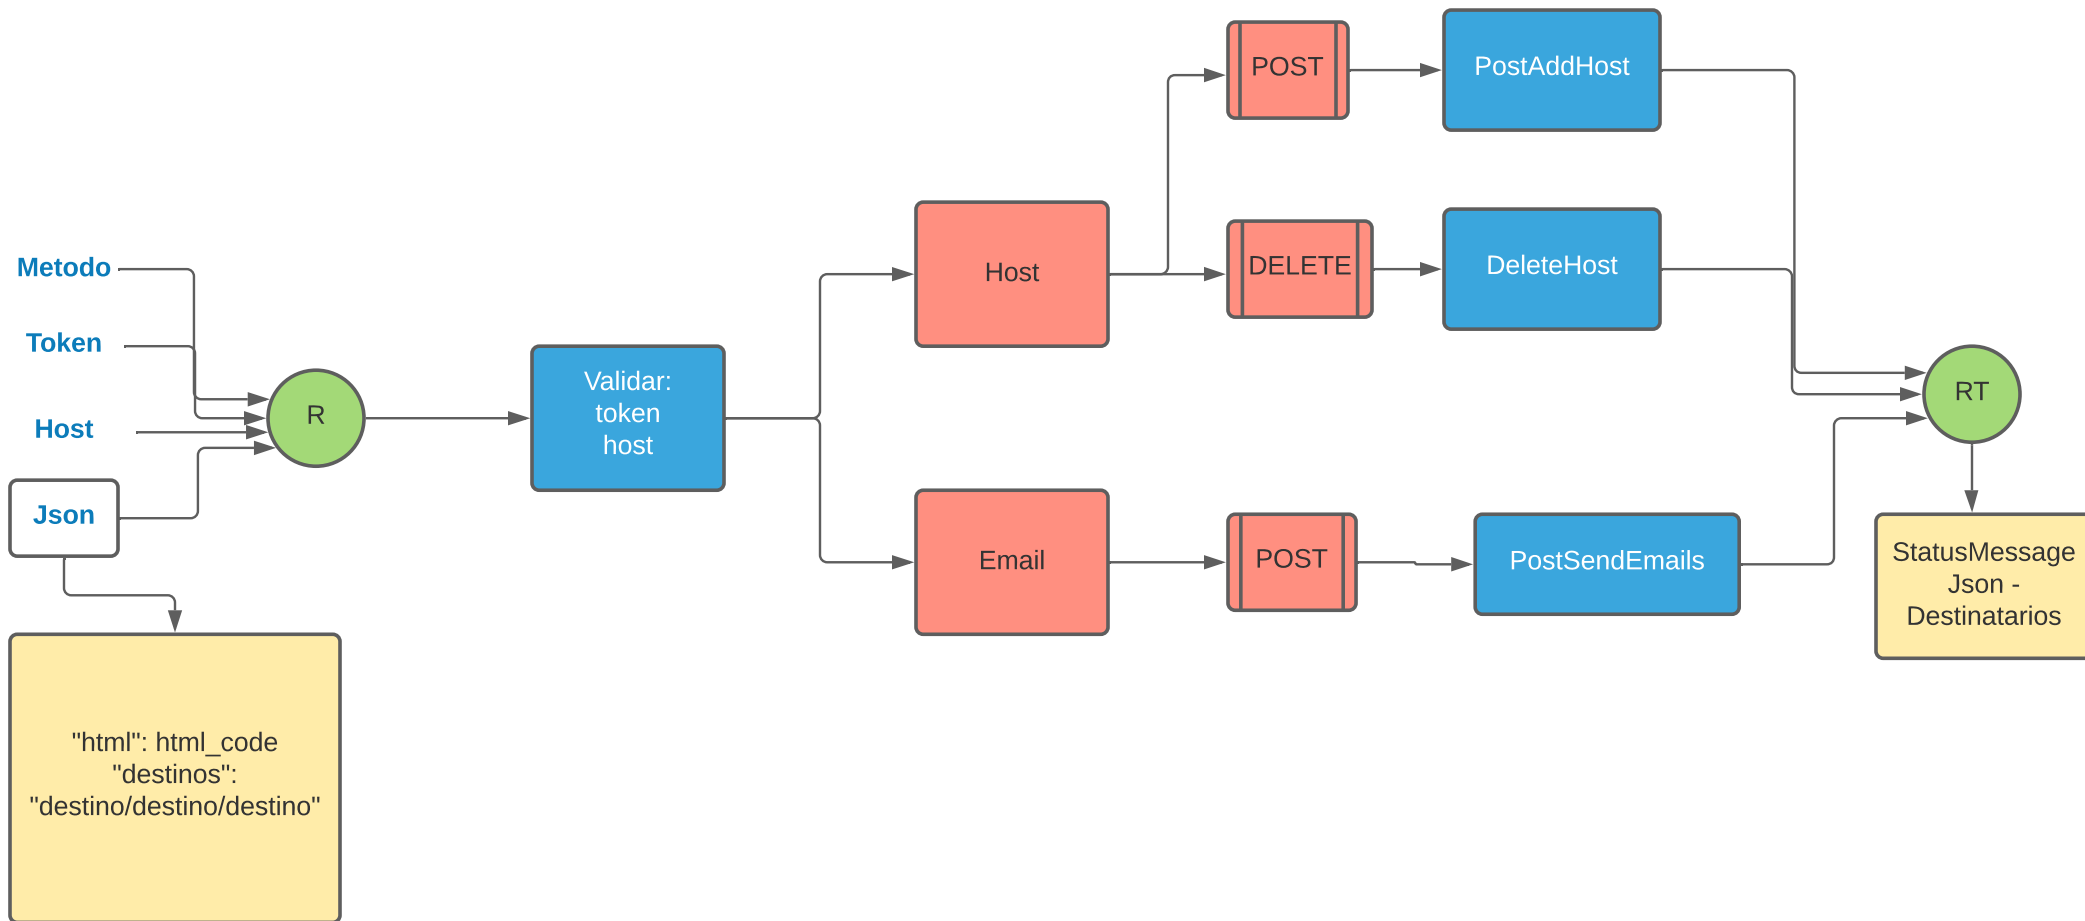 Metodo
Token
Host
Json
"html": html_code
"destinos":
"destino/destino/destino"
R
Validar:
token
host
Host
Email
POST
DELETE
POST
PostAddHost
DeleteHost
PostSendEmails
RT
StatusMessage
Json -
Destinatarios